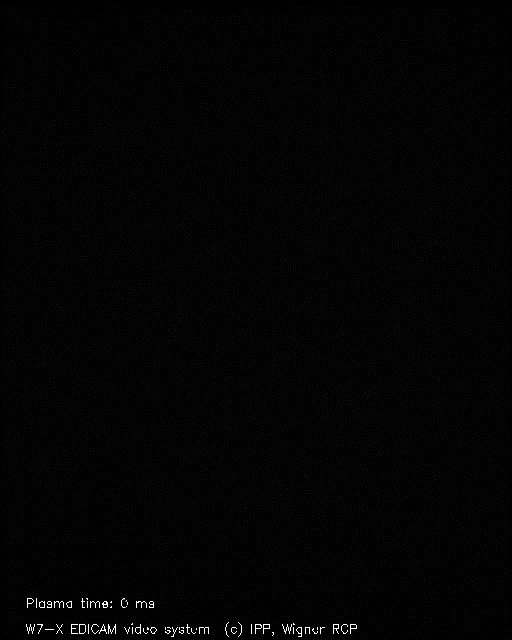 Plasma time: 0 ms
W7-X EDICAM video system (c) IPP, Wigner RCP